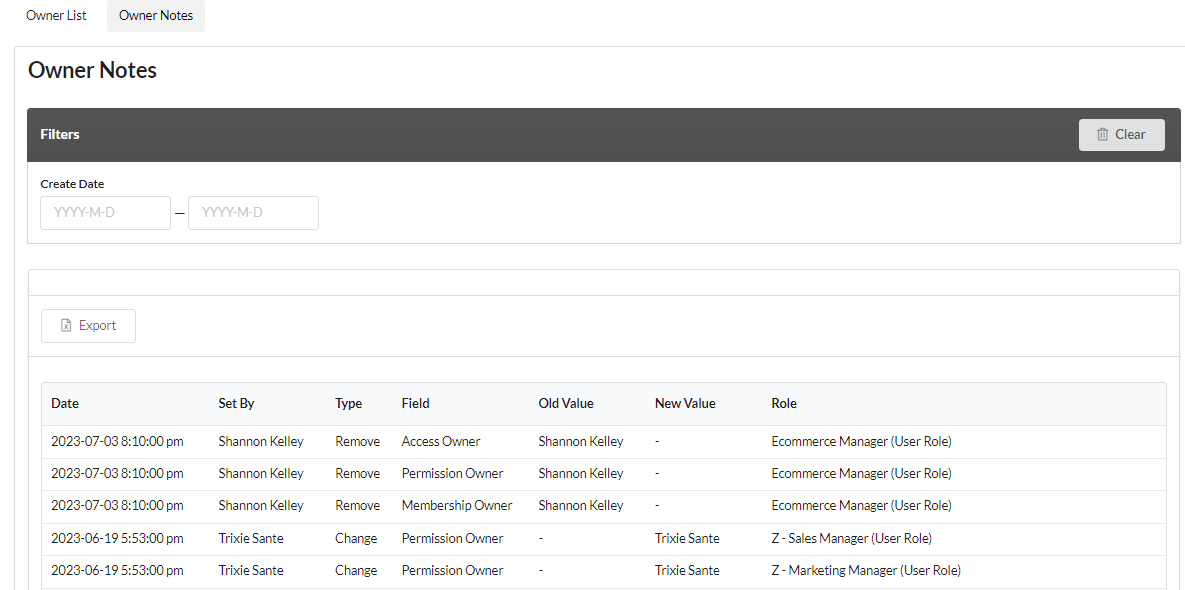 Owner List Owner Notes
Owner Notes
Filters Clear
Create Date
YYYY-M-D — YYYY-M-D
Export
Date Set By Type Field Old Value New Value Role
2023-07-03 8:10:00 pm Shannon Kelley Remove Access Owner Shannon Kelley - Ecommerce Manager (User Role)
2023-07-03 8:10:00 pm Shannon Kelley Remove Permission Owner Shannon Kelley - Ecommerce Manager (User Role)
2023-07-03 8:10:00 pm Shannon Kelley Remove Membership Owner Shannon Kelley - Ecommerce Manager (User Role)
2023-06-19 5:53:00 pm Trixie Sante Change Permission Owner - Trixie Sante Z - Sales Manager (User Role)
2023-06-19 5:53:00 pm Trixie Sante Change Permission Owner - Trixie Sante Z - Marketing Manager (User Role)